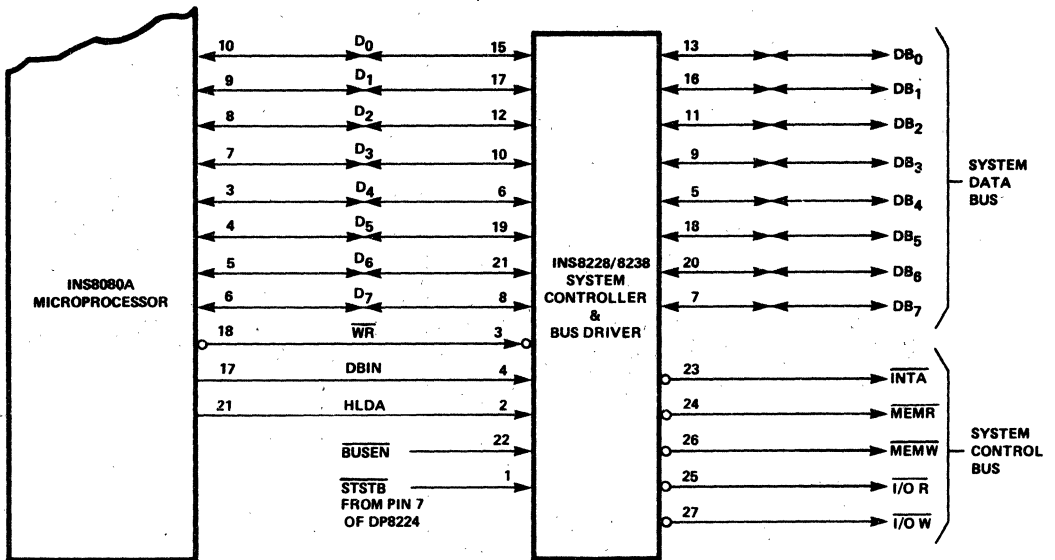 10 D0 15 13 DB0
9 D1 17 16 DB1
8 D2 12 11 DB2
7 D3 10 9 DB3
3 D4 6 5 DB4
4 D5 19 18 DB5
5 D6 21 20 DB6
6 D7 8 7 DB7
INS8080A
MICROPROCESSOR
INS8228/8238
SYSTEM
CONTROLLER
&
BUS DRIVER
SYSTEM
DATA
BUS
18 WR 3
17 DBIN 4
21 HLDA 2
BUSEN 22
STSTB 1
FROM PIN 7
OF DP8224
23 INTA
24 MEMR
26 MEMW
25 I/O R
27 I/O W
SYSTEM
CONTROL
BUS